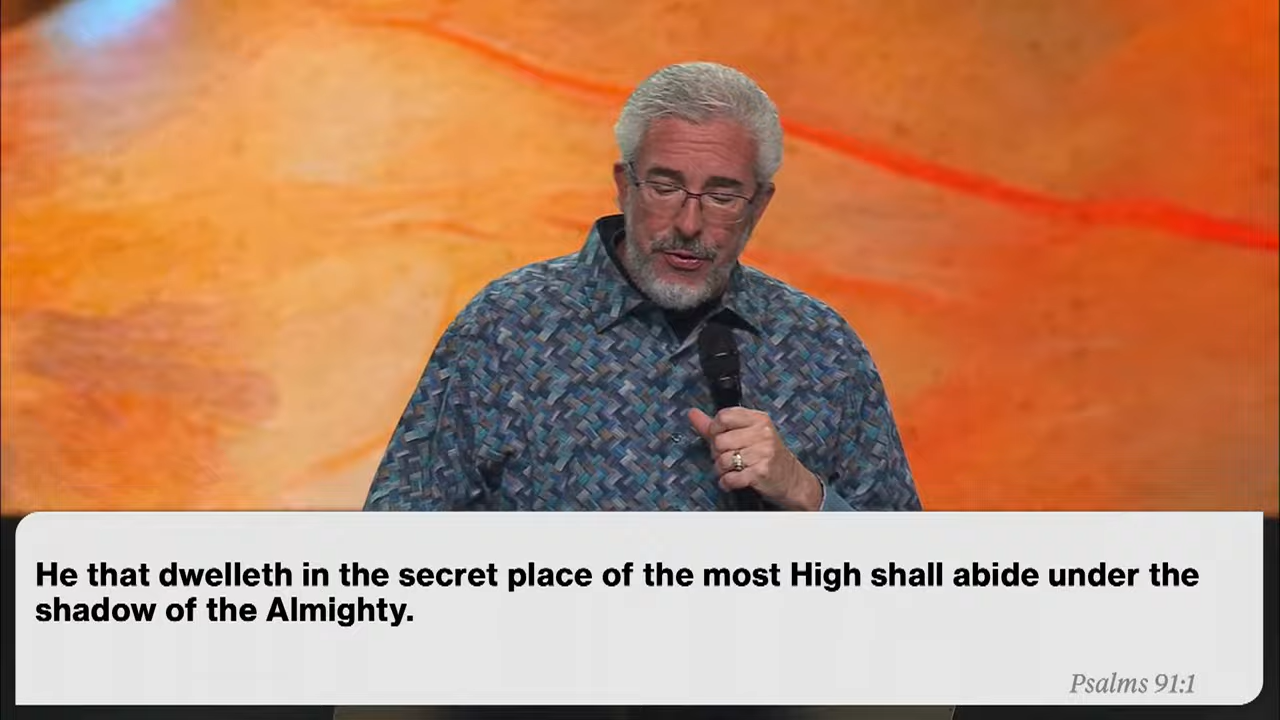 He that dwelleth in the secret place of the most High shall abide under the
shadow of the Almighty.
Psalms 91:1